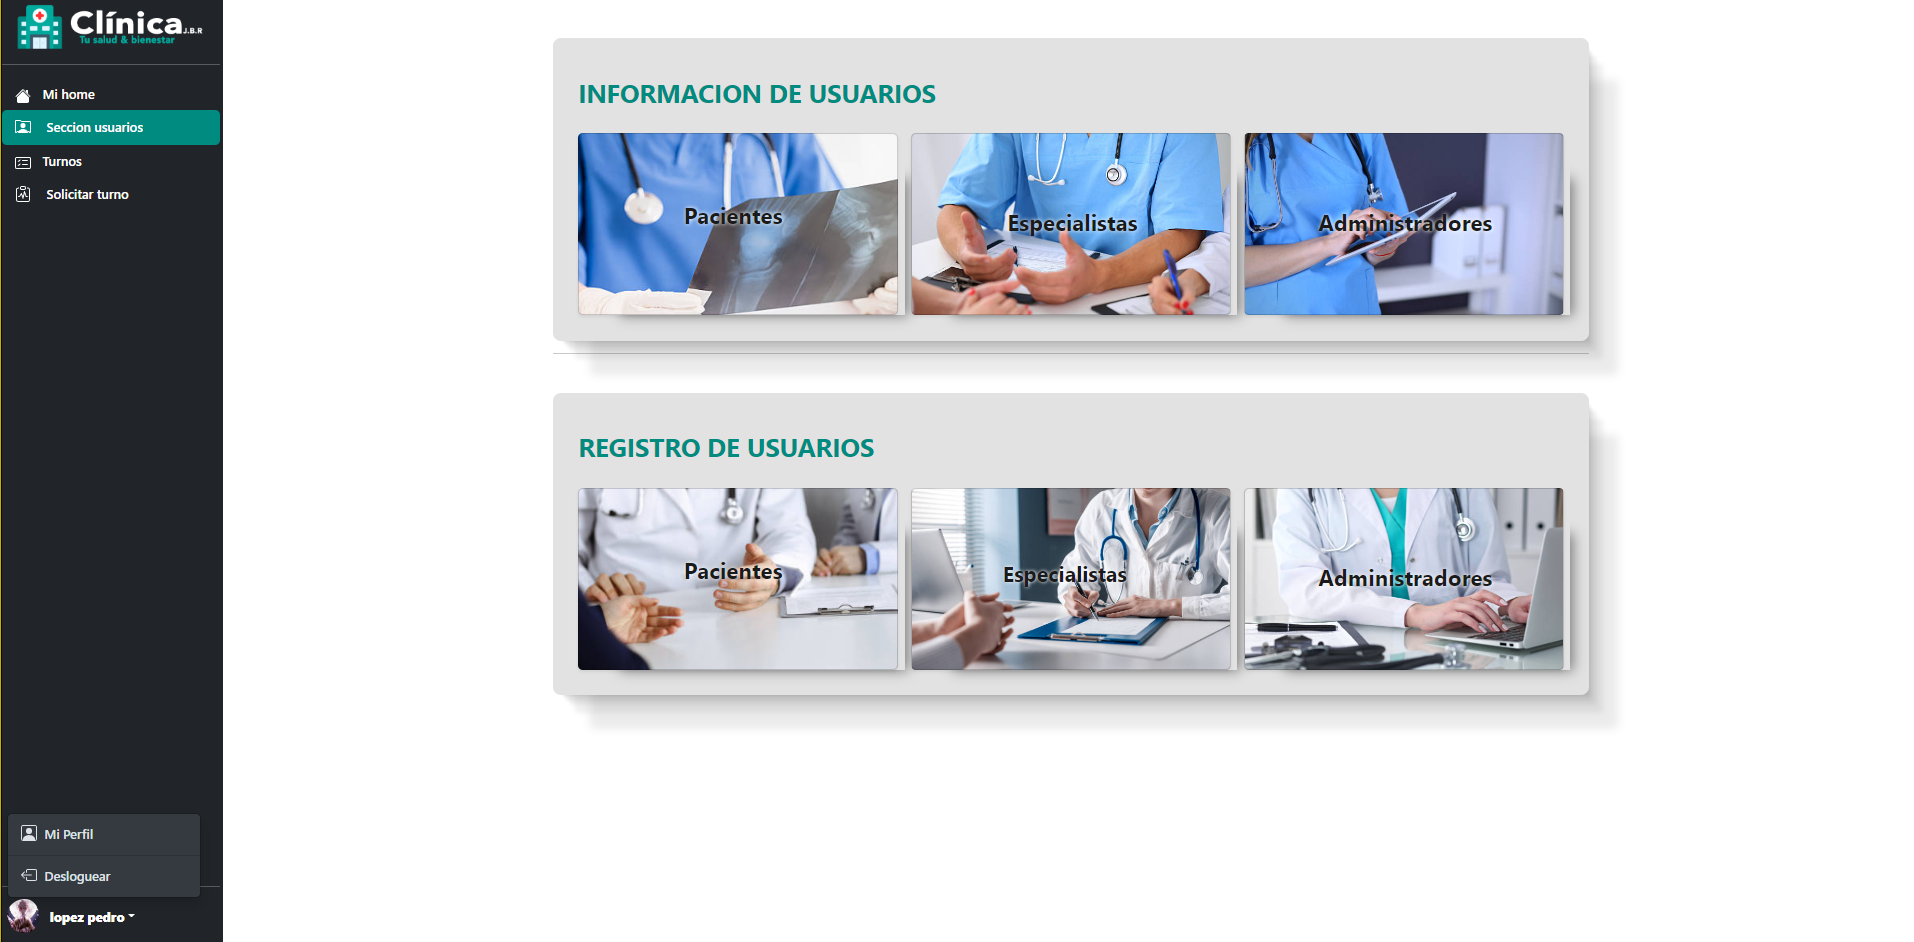 Clínica J.B.R
Tu salud & bienestar
Mi home
Seccion usuarios
Turnos
Solicitar turno
Mi Perfil
Desloguear
lopez pedro
INFORMACION DE USUARIOS
Pacientes
Especialistas
Administradores
REGISTRO DE USUARIOS
Pacientes
Especialistas
Administradores